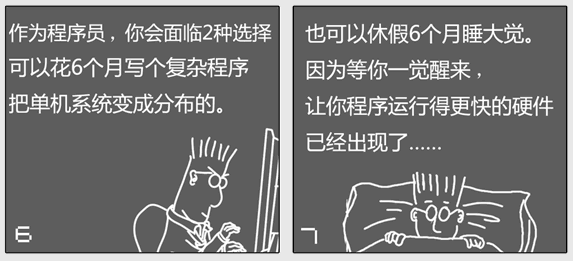 作为程序员，你会面临2种选择
可以花6个月写个复杂程序
把单机系统变成分布的。
6
也可以休假6个月睡大觉。
因为等你一觉醒来，
让你程序运行得更快的硬件
已经出现了......
7